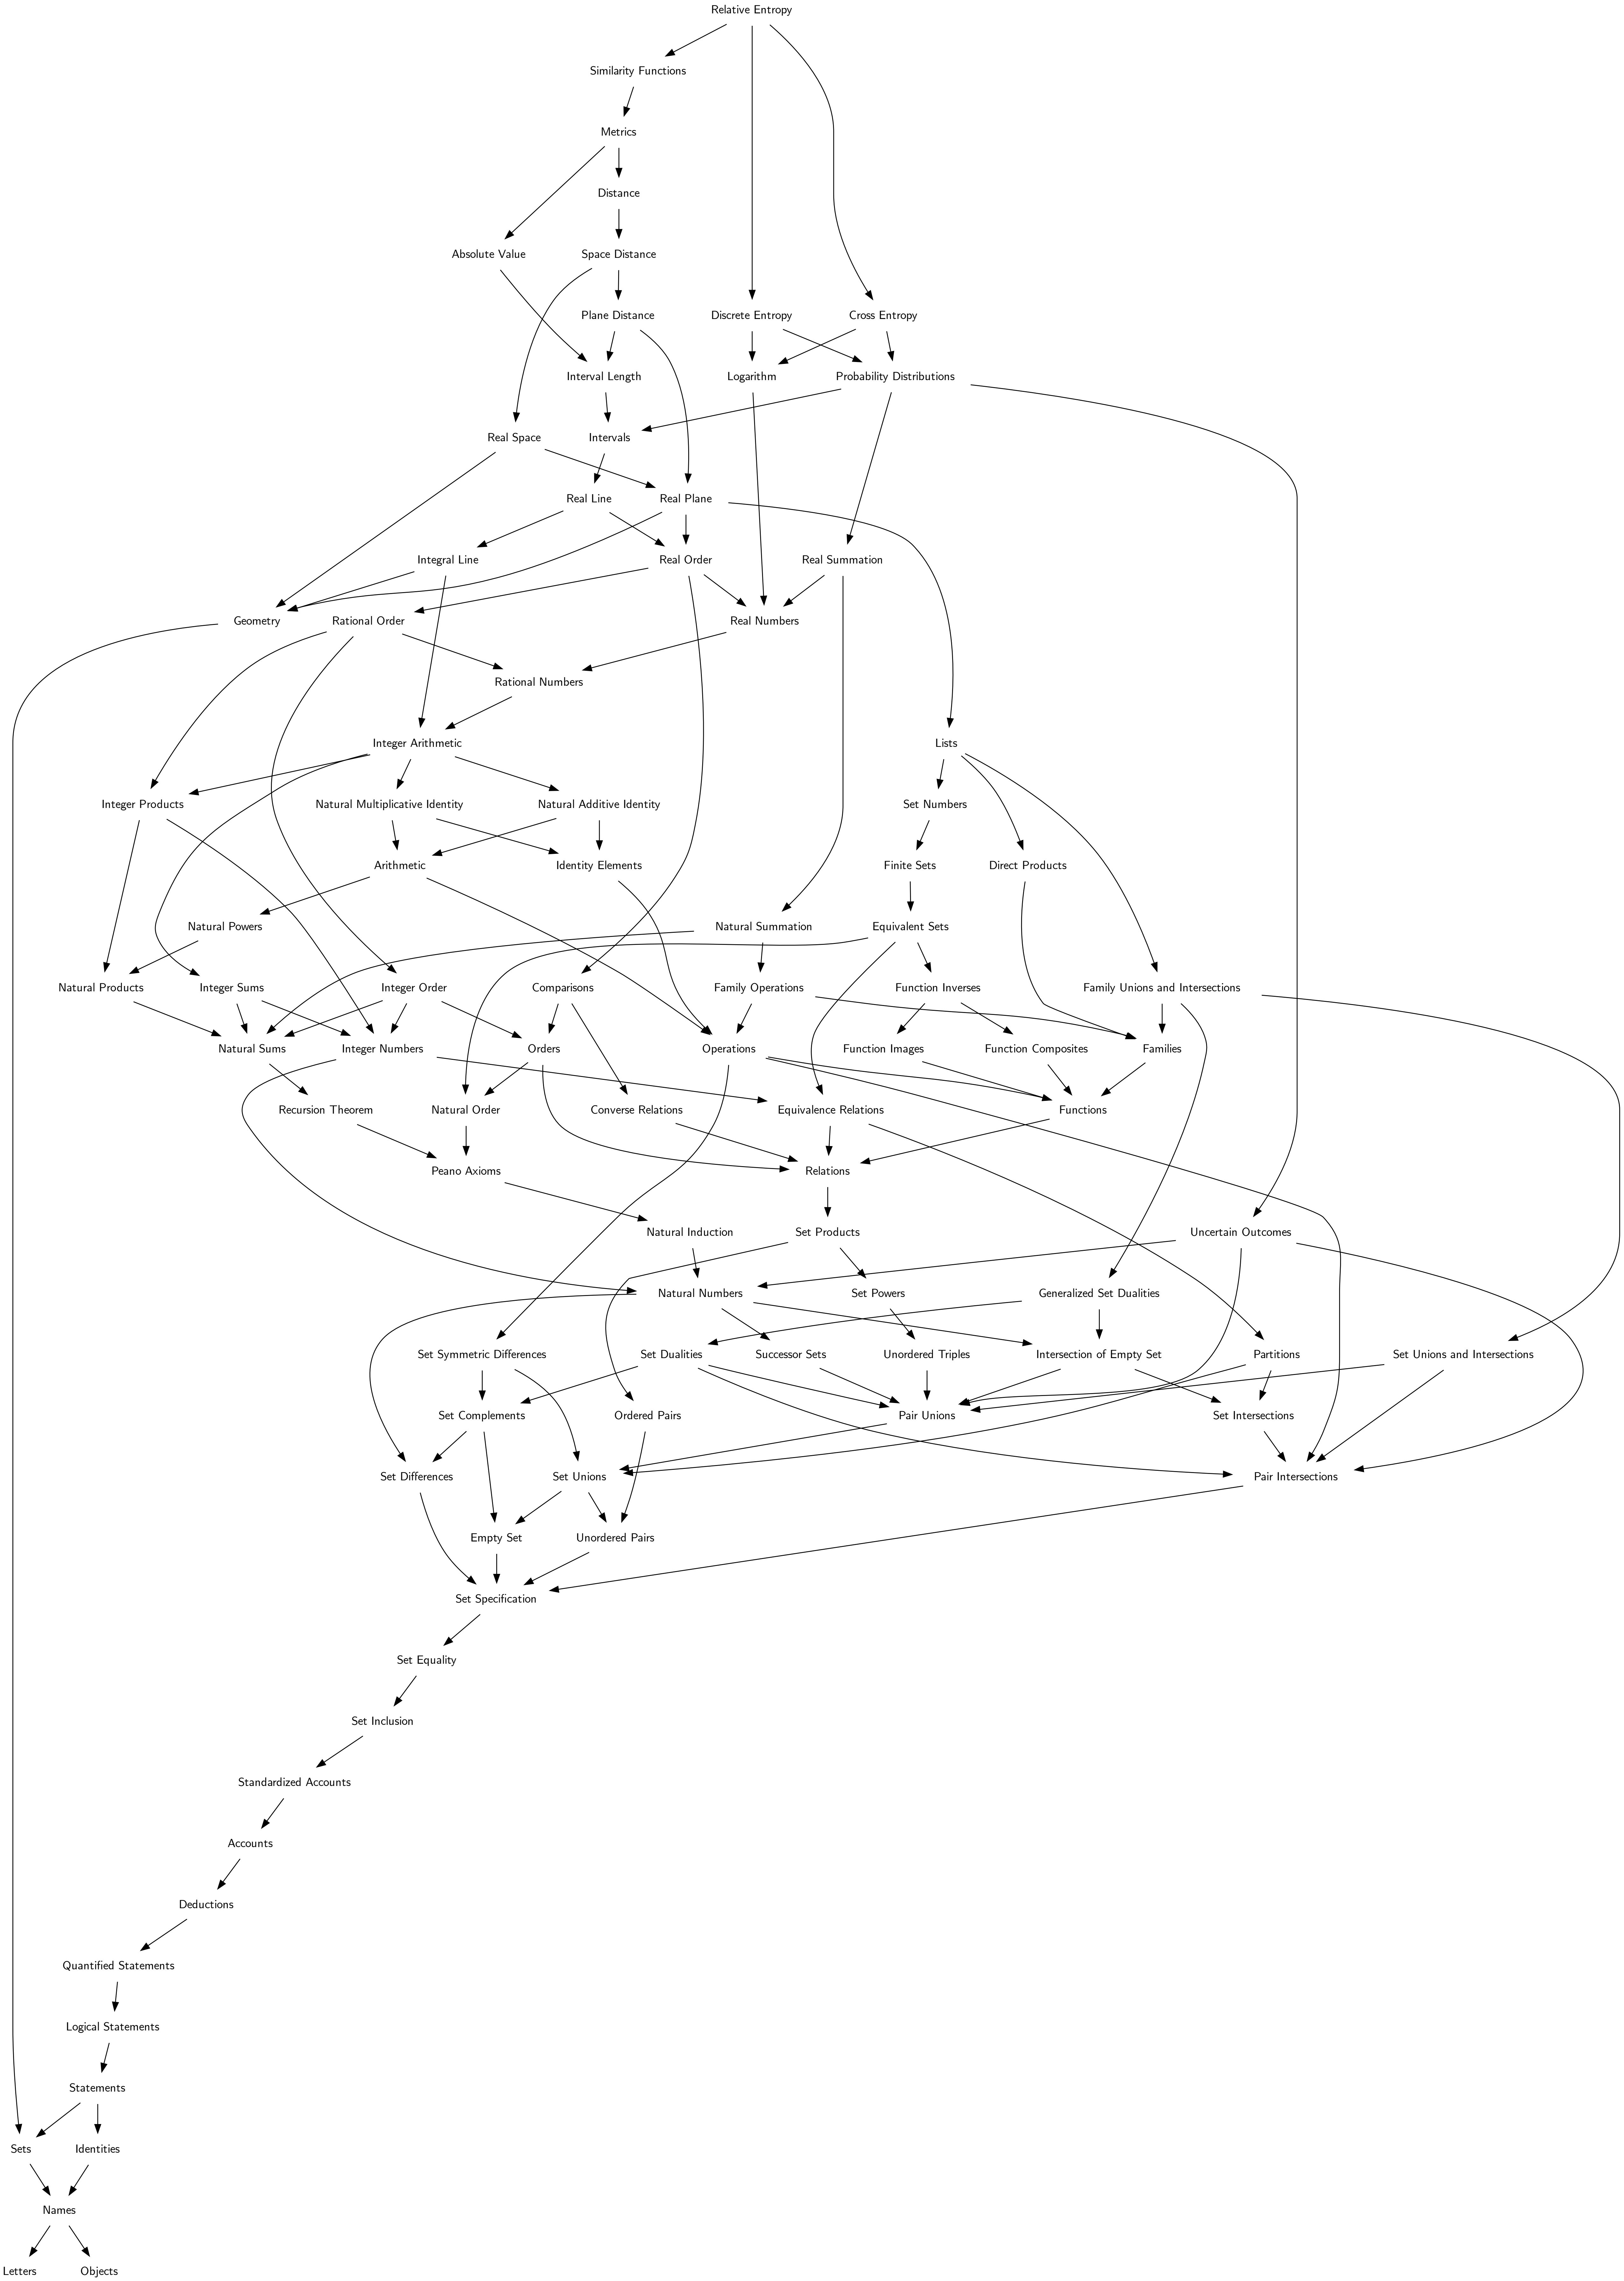 Relative Entropy
Similarity Functions
Metrics
Distance
Absolute Value
Space Distance
Plane Distance
Discrete Entropy
Cross Entropy
Interval Length
Logarithm
Probability Distributions
Real Space
Intervals
Real Line
Real Plane
Integral Line
Real Order
Real Summation
Geometry
Rational Order
Real Numbers
Rational Numbers
Integer Arithmetic
Lists
Integer Products
Natural Multiplicative Identity
Natural Additive Identity
Set Numbers
Arithmetic
Identity Elements
Finite Sets
Direct Products
Natural Powers
Natural Summation
Equivalent Sets
Natural Products
Integer Sums
Integer Order
Comparisons
Family Operations
Function Inverses
Family Unions and Intersections
Natural Sums
Integer Numbers
Orders
Operations
Function Images
Function Composites
Families
Recursion Theorem
Natural Order
Converse Relations
Equivalence Relations
Functions
Peano Axioms
Relations
Natural Induction
Set Products
Uncertain Outcomes
Natural Numbers
Set Powers
Generalized Set Dualities
Set Symmetric Differences
Set Dualities
Successor Sets
Unordered Triples
Intersection of Empty Set
Partitions
Set Unions and Intersections
Set Complements
Ordered Pairs
Pair Unions
Set Intersections
Set Differences
Set Unions
Pair Intersections
Empty Set
Unordered Pairs
Set Specification
Set Equality
Set Inclusion
Standardized Accounts
Accounts
Deductions
Quantified Statements
Logical Statements
Statements
Sets
Identities
Names
Letters
Objects